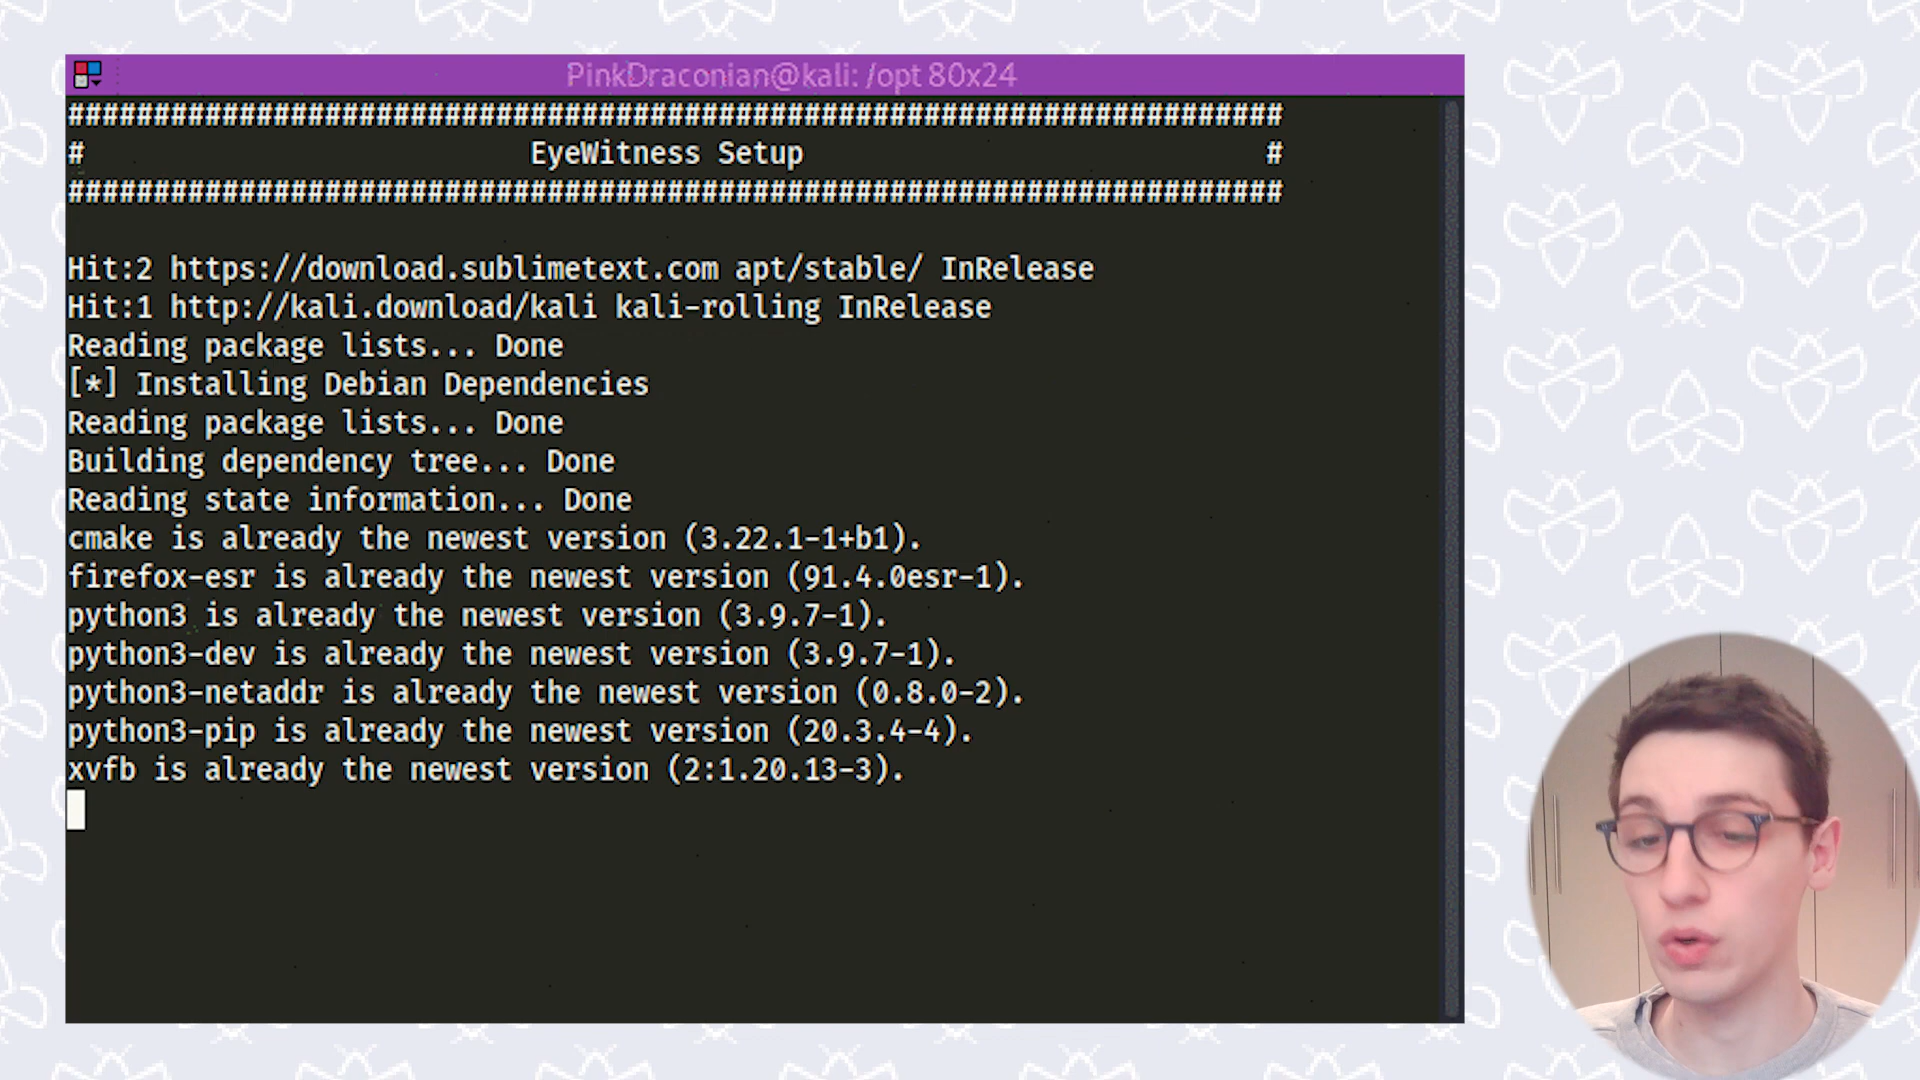 PinkDraconian@kali: /opt 80x24
#######################################################################
# EyeWitness Setup #
#######################################################################
Hit:2 https://download.sublimetext.com apt/stable/ InRelease
Hit:1 http://kali.download/kali kali-rolling InRelease
Reading package lists... Done
[*] Installing Debian Dependencies
Reading package lists... Done
Building dependency tree... Done
Reading state information... Done
cmake is already the newest version (3.22.1-1+b1).
firefox-esr is already the newest version (91.4.0esr-1).
python3 is already the newest version (3.9.7-1).
python3-dev is already the newest version (3.9.7-1).
python3-netaddr is already the newest version (0.8.0-2).
python3-pip is already the newest version (20.3.4-4).
xvfb is already the newest version (2:1.20.13-3).